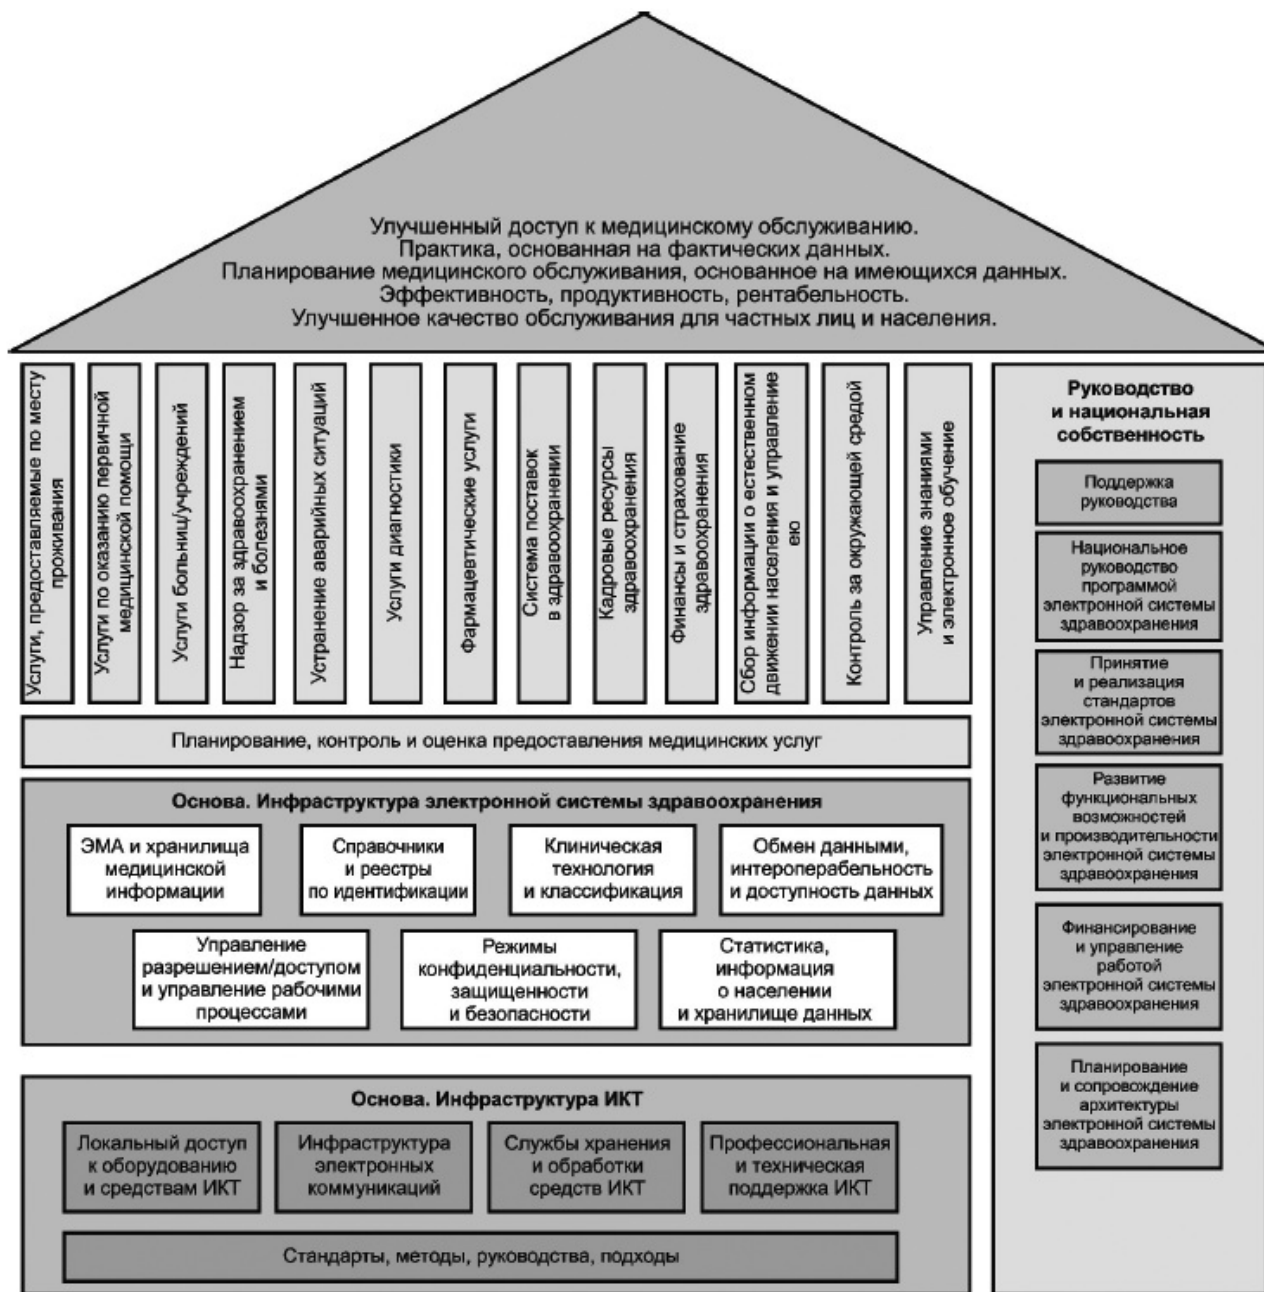 Улучшенный доступ к медицинскому обслуживанию.
Практика, основанная на фактических данных.
Планирование медицинского обслуживания, основанное на имеющихся данных.
Эффективность, продуктивность, рентабельность.
Улучшенное качество обслуживания для частных лиц и населения.
Услуги, предоставляемые по месту
проживания
Услуги по оказанию первичной
медицинской помощи
Услуги больниц/учреждений
Надзор за здравоохранением
и болезнями
Устранение аварийных ситуаций
Услуги диагностики
Фармацевтические услуги
Система поставок
в здравоохранении
Кадровые ресурсы
здравоохранения
Финансы и страхование
здравоохранения
Сбор информации о естественном
движении населения и управление
ею
Контроль за окружающей средой
Управление знаниями
и электронное обучение
Планирование, контроль и оценка предоставления медицинских услуг
Основа. Инфраструктура электронной системы здравоохранения
ЭМА и хранилища
медицинской
информации
Справочники
и реестры
по идентификации
Клиническая
технология
и классификация
Обмен данными,
интероперабельность
и доступность данных
Управление
разрешением/доступом
и управление рабочими
процессами
Режимы
конфиденциальности,
защищенности
и безопасности
Статистика,
информация
о населении
и хранилище данных
Основа. Инфраструктура ИКТ
Локальный доступ
к оборудованию
и средствам ИКТ
Инфраструктура
электронных
коммуникаций
Службы хранения
и обработки
средств ИКТ
Профессиональная
и техническая
поддержка ИКТ
Стандарты, методы, руководства, подходы
Руководство
и национальная
собственность
Поддержка
руководства
Национальное
руководство
программой
электронной системы
здравоохранения
Принятие
и реализация
стандартов
электронной системы
здравоохранения
Развитие
функциональных
возможностей
и производительности
электронной системы
здравоохранения
Финансирование
и управление
работой
электронной системы
здравоохранения
Планирование
и сопровождение
архитектуры
электронной системы
здравоохранения